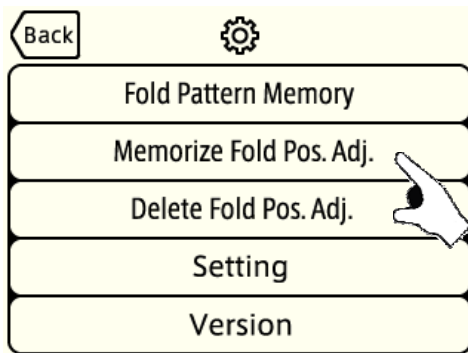 Back
Fold Pattern Memory
Memorize Fold Pos. Adj.
Delete Fold Pos. Adj.
Setting
Version